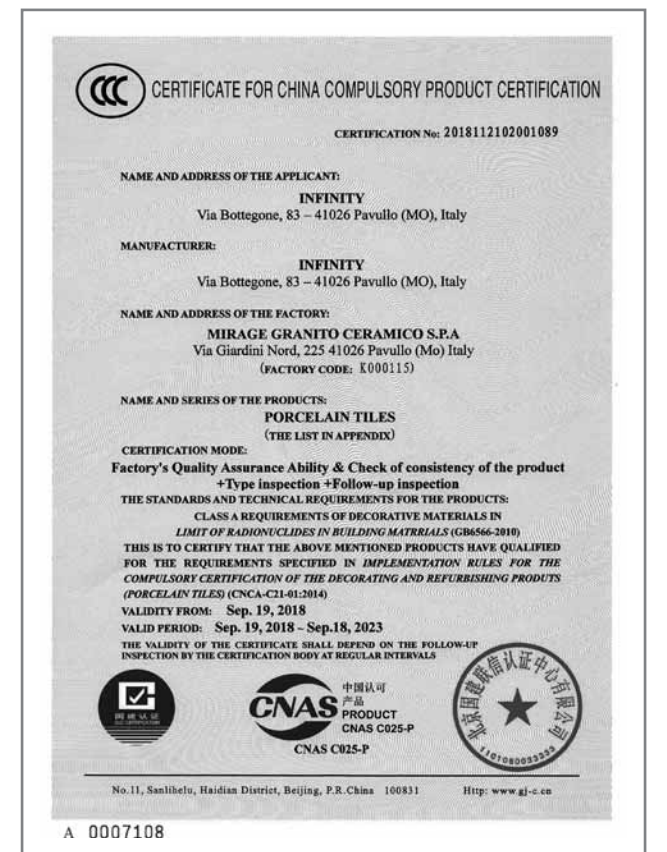 CCC CERTIFICATE FOR CHINA COMPULSORY PRODUCT CERTIFICATION
CERTIFICATION No: 2018112102001089
NAME AND ADDRESS OF THE APPLICANT:
INFINITY
Via Bottegone, 83 – 41026 Pavullo (MO), Italy
MANUFACTURER:
INFINITY
Via Bottegone, 83 – 41026 Pavullo (MO), Italy
NAME AND ADDRESS OF THE FACTORY:
MIRAGE GRANITO CERAMICO S.P.A
Via Giardini Nord, 225 41026 Pavullo (Mo) Italy
(FACTORY CODE: K000115)
NAME AND SERIES OF THE PRODUCTS:
PORCELAIN TILES
(THE LIST IN APPENDIX)
CERTIFICATION MODE:
Factory's Quality Assurance Ability & Check of consistency of the product
+Type inspection +Follow-up inspection
THE STANDARDS AND TECHNICAL REQUIREMENTS FOR THE PRODUCTS:
CLASS A REQUIREMENTS OF DECORATIVE MATERIALS IN
LIMIT OF RADIONUCLIDES IN BUILDING MATRRIALS (GB6566-2010)
THIS IS TO CERTIFY THAT THE ABOVE MENTIONED PRODUCTS HAVE QUALIFIED
FOR THE REQUIREMENTS SPECIFIED IN IMPLEMENTATION RULES FOR THE
COMPULSORY CERTIFICATION OF THE DECORATING AND REFURBISHING PRODUTS
(PORCELAIN TILES) (CNCA-C21-01:2014)
VALIDITY FROM: Sep. 19, 2018
VALID PERIOD: Sep. 19, 2018 – Sep.18, 2023
THE VALIDITY OF THE CERTIFICATE SHALL DEPEND ON THE FOLLOW-UP
INSPECTION BY THE CERTIFICATION BODY AT REGULAR INTERVALS
国建认证
CNAS
中国认可
产品
PRODUCT
CNAS C025-P
CNAS C025-P
北京国建联信认证中心有限公司
No.11, Sanlihelu, Haidian District, Beijing, P.R.China 100831 Http: www.gj-c.cn
A 0007108